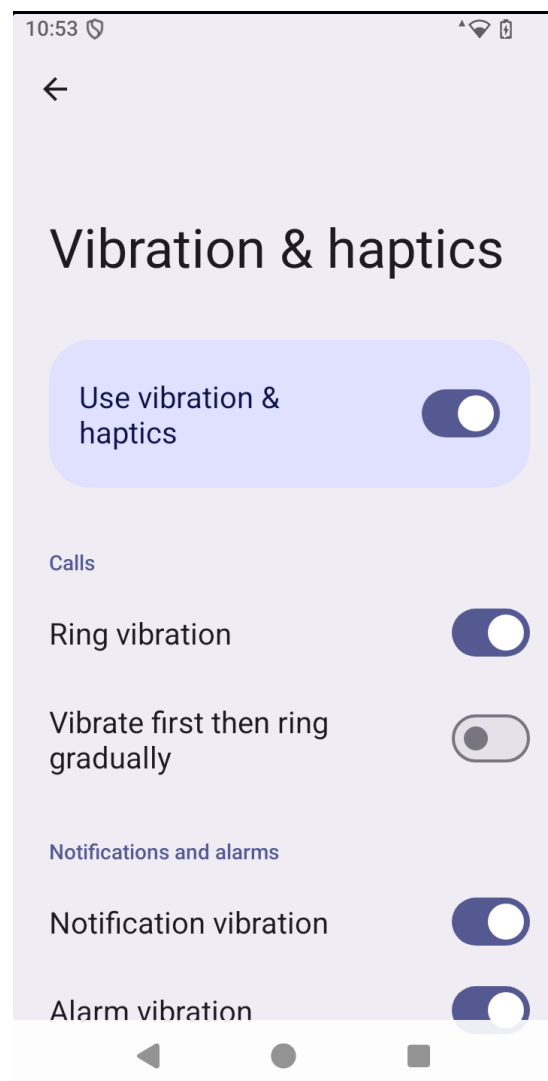 10:53
Vibration & haptics
Use vibration &
haptics
Calls
Ring vibration
Vibrate first then ring
gradually
Notifications and alarms
Notification vibration
Alarm vibration